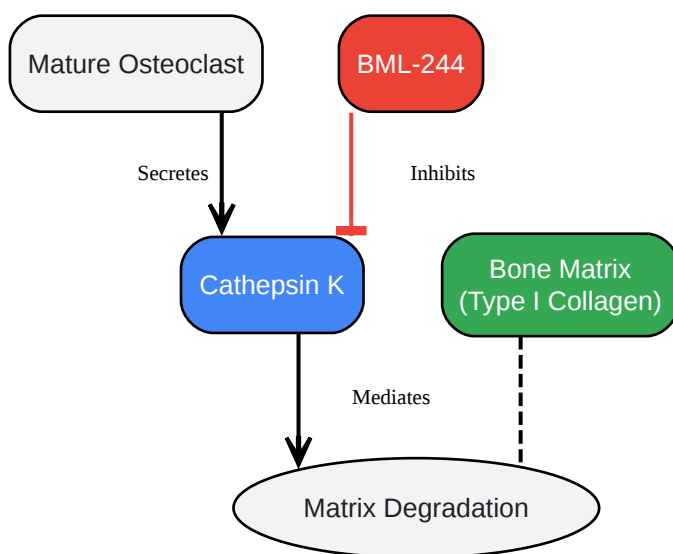 Mature Osteoclast
BML-244
Secretes
Inhibits
Cathepsin K
Bone Matrix
(Type I Collagen)
Mediates
Matrix Degradation